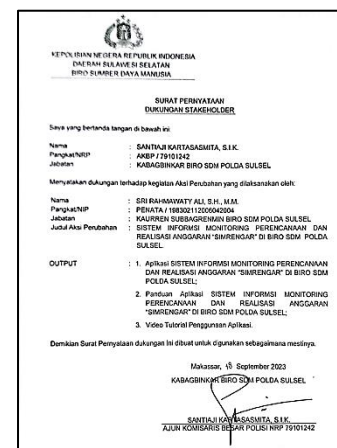 KEPOLISIAN NEGERA REPUBLIK INDONESIA
DAERAH SULAWESI SELATAN
BIRO SUMBER DAYA MANUSIA
SURAT PERNYATAAN
DUKUNGAN STAKEHOLDER
Saya yang bertanda tangan di bawah ini:
Nama : SANTIAJI KARTASASMITA, S.I.K.
Pangkat/NRP : AKBP / 79101242
Jabatan : KABAGBINKAR BIRO SDM POLDA SULSEL
Menyatakan dukungan terhadap kegiatan Aksi Perubahan yang dilaksanakan oleh:
Nama : SRI RAHMAWATY ALI, S.H., M.M.
Pangkat/NIP : PENATA / 198302112006042004
Jabatan : KAURREN SUBBAGRENMIN BIRO SDM POLDA SULSEL
Judul Aksi Perubahan : SISTEM INFORMSI MONITORING PERENCANAAN DAN
REALISASI ANGGARAN "SIMRENGAR" DI BIRO SDM POLDA
SULSEL.
OUTPUT : 1. Aplikasi SISTEM INFORMSI MONITORING PERENCANAAN
DAN REALISASI ANGGARAN "SIMRENGAR" DI BIRO SDM
POLDA SULSEL;
2. Panduan Aplikasi SISTEM INFORMSI MONITORING
PERENCANAAN DAN REALISASI ANGGARAN
"SIMRENGAR" DI BIRO SDM POLDA SULSEL;
3. Video Tutorial Penggunsan Aplikasi.
Demikian Surat Pernyataan dukungan Ini dibuat untuk digunakan sebagaimana mestinya.
Makassar, September 2023
KABAGBINKAR BIRO SDM POLDA SULSEL
SANTIAJI KARTASASMITA, S.I.K.
AJUN KOMISARIS BESAR POLISI NRP 79101242